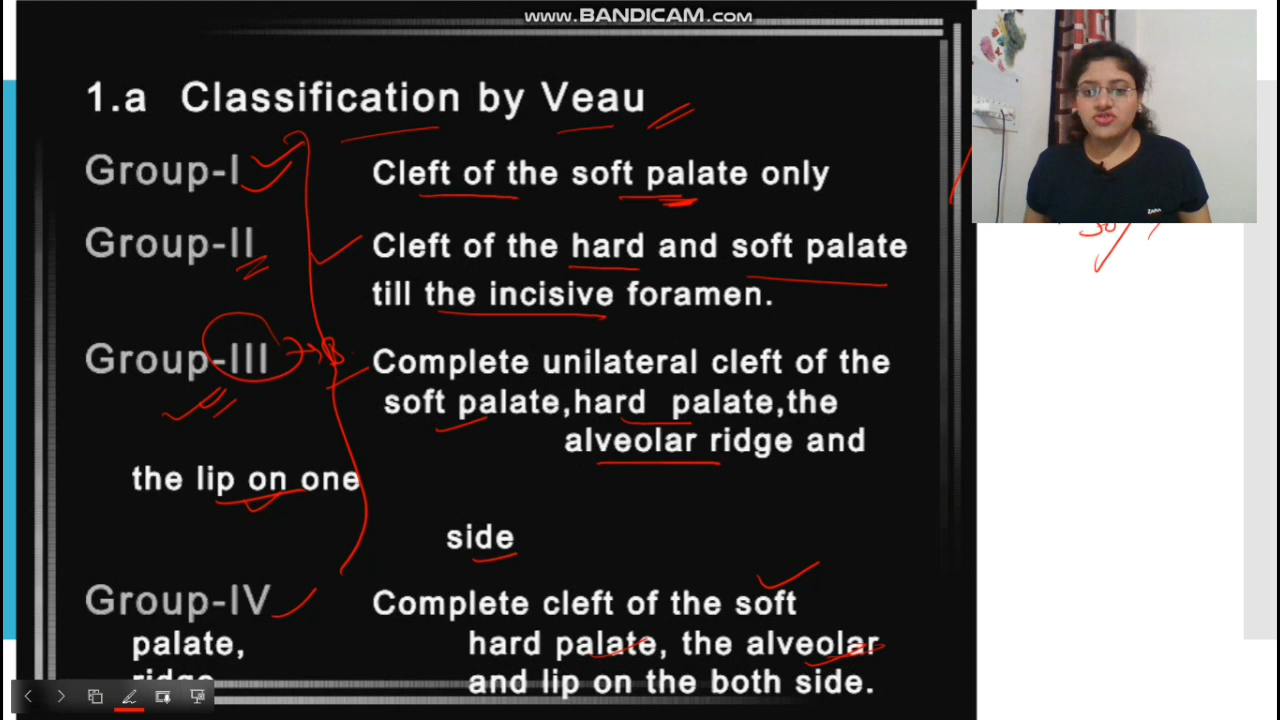 www.BANDICAM.com
1.a Classification by Veau
Group-I Cleft of the soft palate only
Group-II Cleft of the hard and soft palate
till the incisive foramen.
Group-III Complete unilateral cleft of the
soft palate,hard palate,the
alveolar ridge and
the lip on one
side
Group-IV Complete cleft of the soft
palate, hard palate, the alveolar
ridge and lip on the both side.